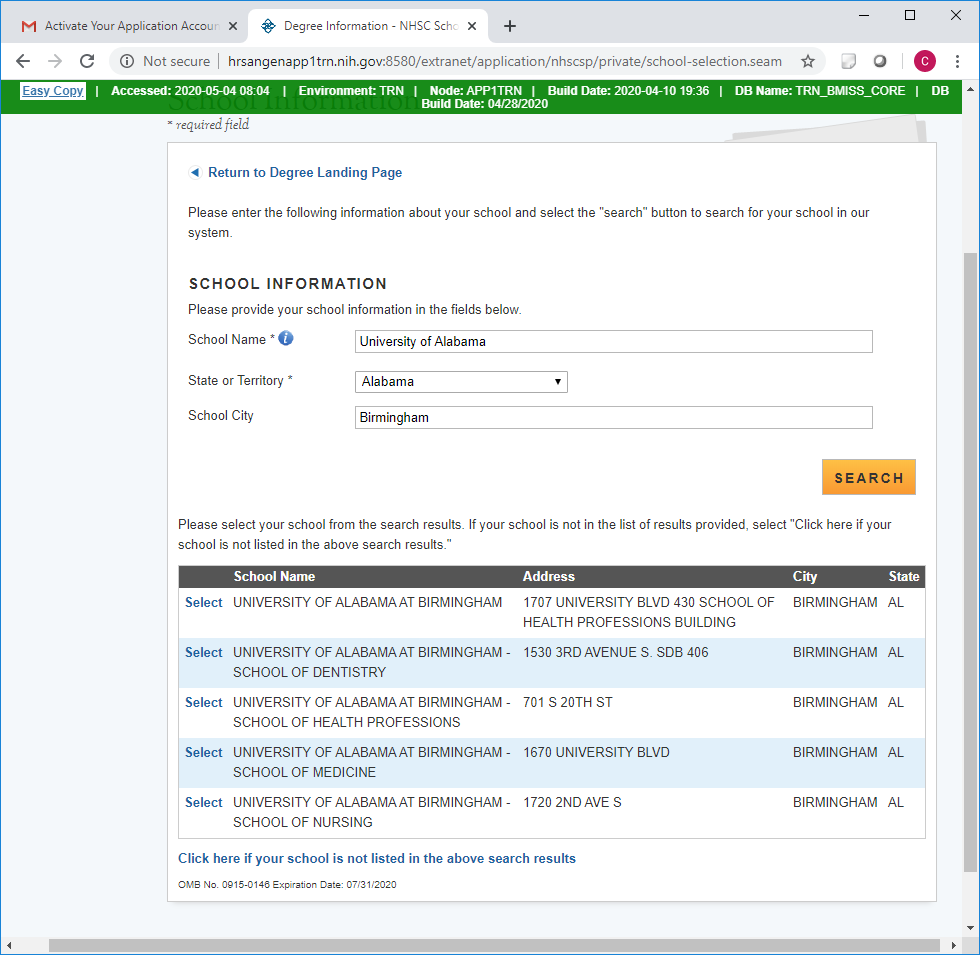 Activate Your Application Accoun
Degree Information - NHSC Scho
Not secure | hrsangenapp1trn.nih.gov:8580/extranet/application/nhscsp/private/school-selection.seam
C
Easy Copy | Accessed: 2020-05-04 08:04 | Environment: TRN | Node: APP1TRN | Build Date: 2020-04-10 19:36 | DB Name: TRN_BMISS_CORE | DB
Build Date: 04/28/2020
School Information
* required field
Return to Degree Landing Page
Please enter the following information about your school and select the "search" button to search for your school in our
system.
SCHOOL INFORMATION
Please provide your school information in the fields below.
School Name * i University of Alabama
State or Territory * Alabama
School City Birmingham
SEARCH
Please select your school from the search results. If your school is not in the list of results provided, select "Click here if your
school is not listed in the above search results."
School Name Address City State
Select UNIVERSITY OF ALABAMA AT BIRMINGHAM 1707 UNIVERSITY BLVD 430 SCHOOL OF BIRMINGHAM AL
HEALTH PROFESSIONS BUILDING
Select UNIVERSITY OF ALABAMA AT BIRMINGHAM - 1530 3RD AVENUE S. SDB 406 BIRMINGHAM AL
SCHOOL OF DENTISTRY
Select UNIVERSITY OF ALABAMA AT BIRMINGHAM - 701 S 20TH ST BIRMINGHAM AL
SCHOOL OF HEALTH PROFESSIONS
Select UNIVERSITY OF ALABAMA AT BIRMINGHAM - 1670 UNIVERSITY BLVD BIRMINGHAM AL
SCHOOL OF MEDICINE
Select UNIVERSITY OF ALABAMA AT BIRMINGHAM - 1720 2ND AVE S BIRMINGHAM AL
SCHOOL OF NURSING
Click here if your school is not listed in the above search results
OMB No. 0915-0146 Expiration Date: 07/31/2020